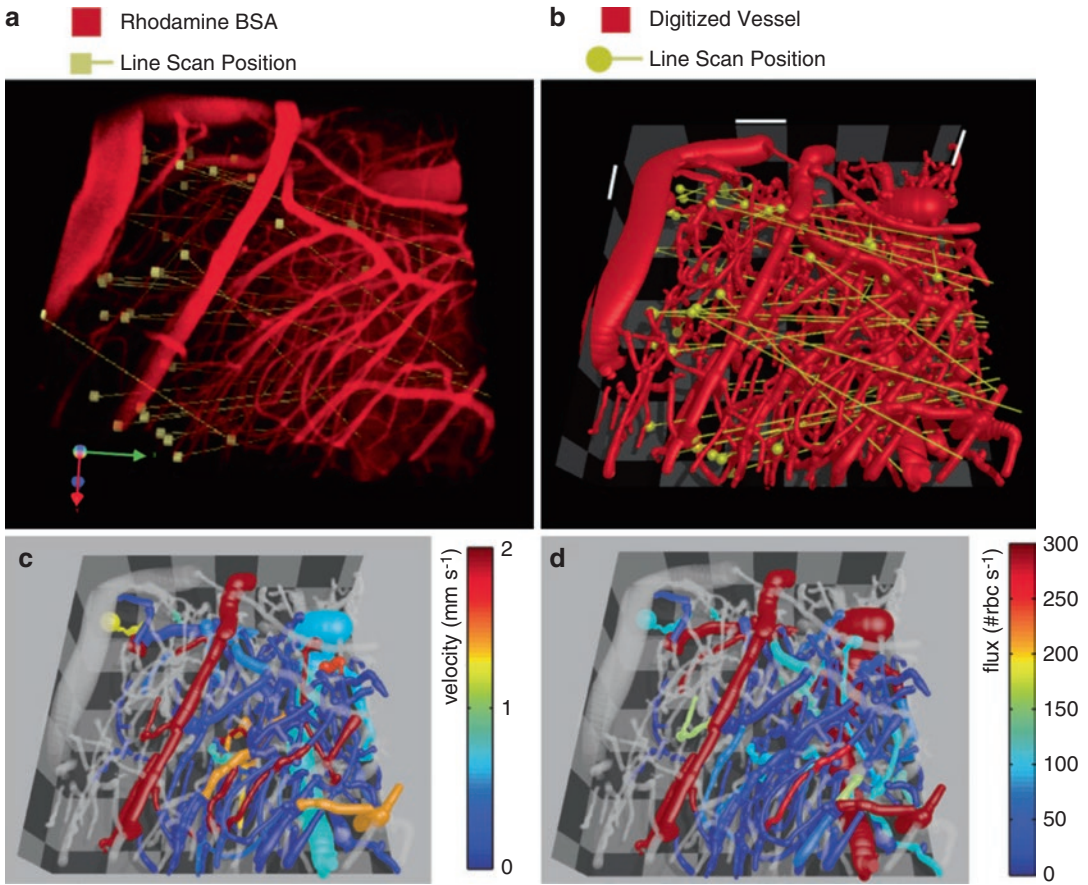 a
Rhodamine BSA
Line Scan Position
b
Digitized Vessel
Line Scan Position
c
velocity (mm s⁻¹)
2
1
0
d
flux (#rbc s⁻¹)
300
250
200
150
100
50
0